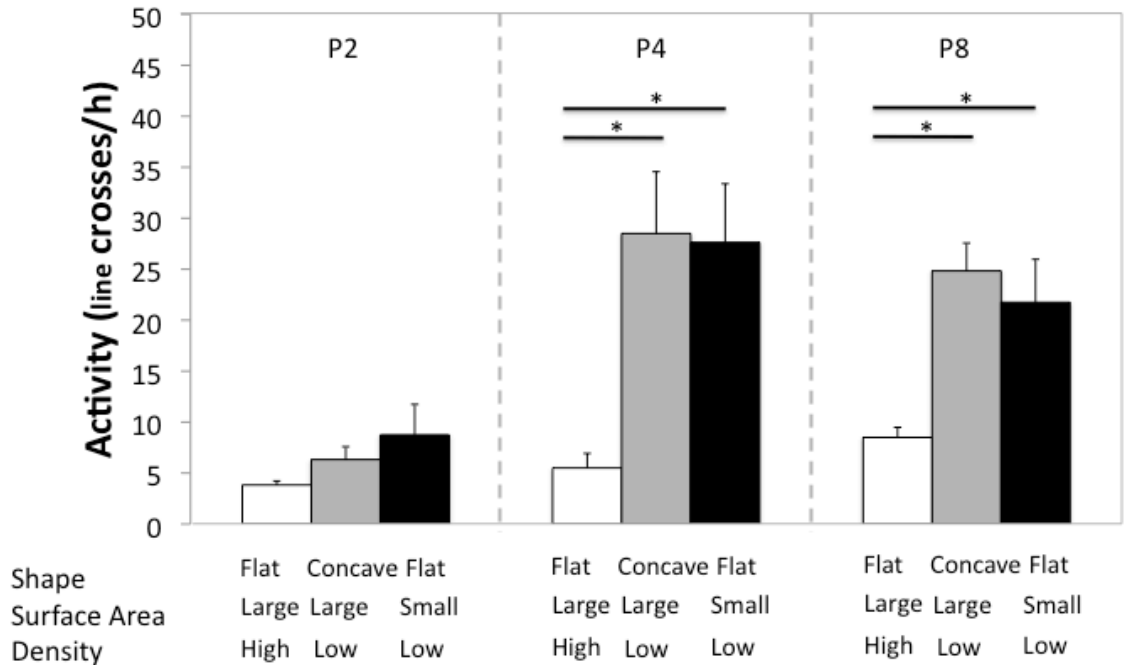 50
45
40
35
30
25
20
15
10
5
0
Activity (line crosses/h)
P2 P4 P8
* *
* *
Shape Flat Concave Flat Flat Concave Flat Flat Concave Flat
Surface Area Large Large Small Large Large Small Large Large Small
Density High Low Low High Low Low High Low Low